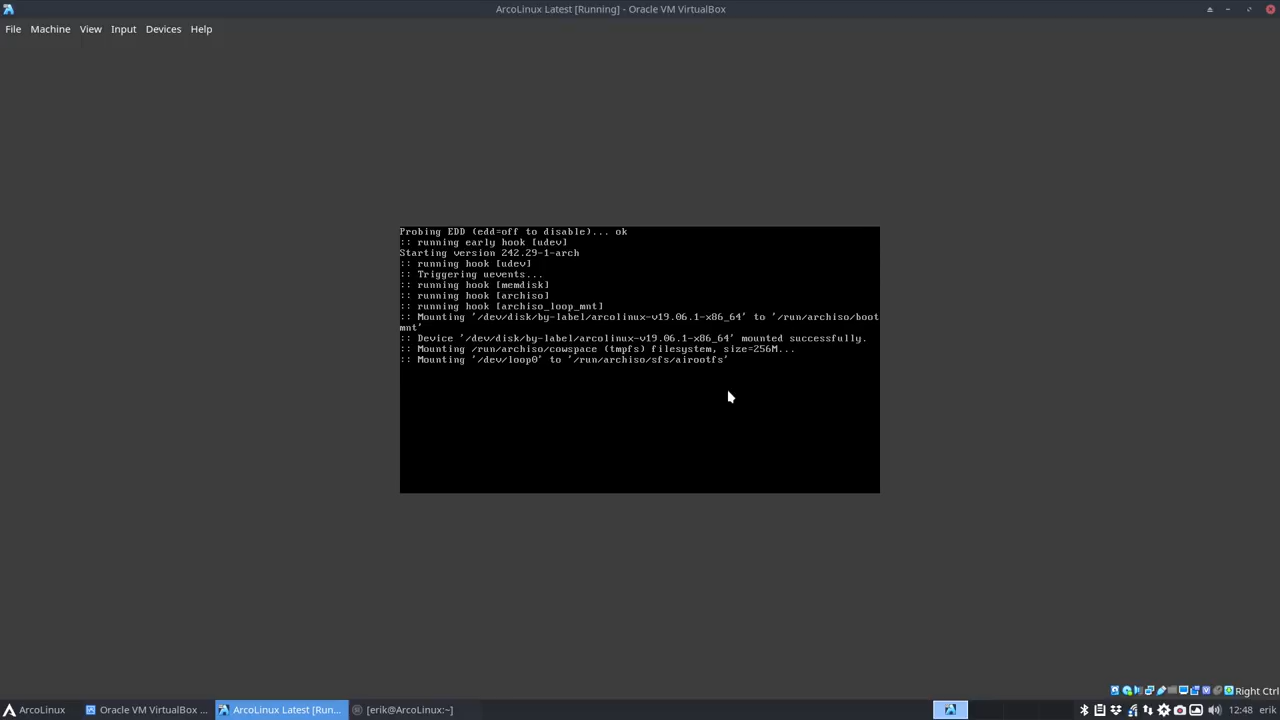 ArcoLinux Latest [Running] - Oracle VM VirtualBox
File Machine View Input Devices Help
Probing EDD (edd=off to disable)... ok
:: running early hook [udev]
Starting version 242.29-1-arch
:: running hook [udev]
:: Triggering uevents...
:: running hook [memdisk]
:: running hook [archiso]
:: running hook [archiso_loop_mnt]
:: Mounting '/dev/disk/by-label/arcolinux-v19.06.1-x86_64' to '/run/archiso/boot
mnt'
:: Device '/dev/disk/by-label/arcolinux-v19.06.1-x86_64' mounted successfully.
:: Mounting /run/archiso/cowspace (tmpfs) filesystem, size=256M...
:: Mounting '/dev/loop0' to '/run/archiso/sfs/airootfs'
Right Ctrl
ArcoLinux Oracle VM VirtualBox ... ArcoLinux Latest [Run... [erik@ArcoLinux:~] 12:48 erik